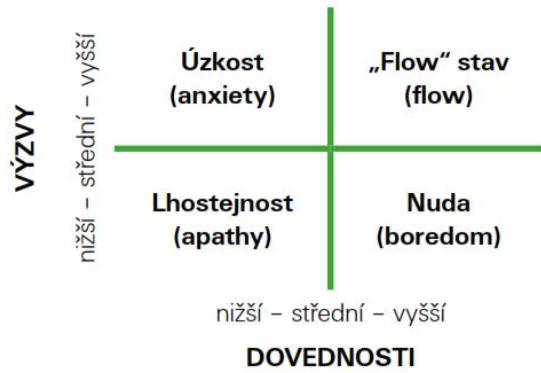 Úzkost
(anxiety)
„Flow“ stav
(flow)
VÝZVY
nižší – střední – vyšší
Lhostejnost
(apathy)
Nuda
(boredom)
nižší – střední – vyšší
DOVEDNOSTI